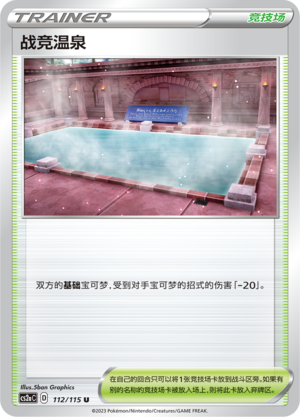 TRAINER 竞技场
战竞温泉
双方的基础宝可梦，受到对手宝可梦的招式的伤害「-20」。
Illus.5ban Graphics
在自己的回合只可以将1张竞技场卡放到战斗区旁。如果有
别的名称的竞技场卡被放入场上，则将此卡放入弃牌区。
112/115 U
©2023 Pokémon/Nintendo/Creatures/GAME FREAK.